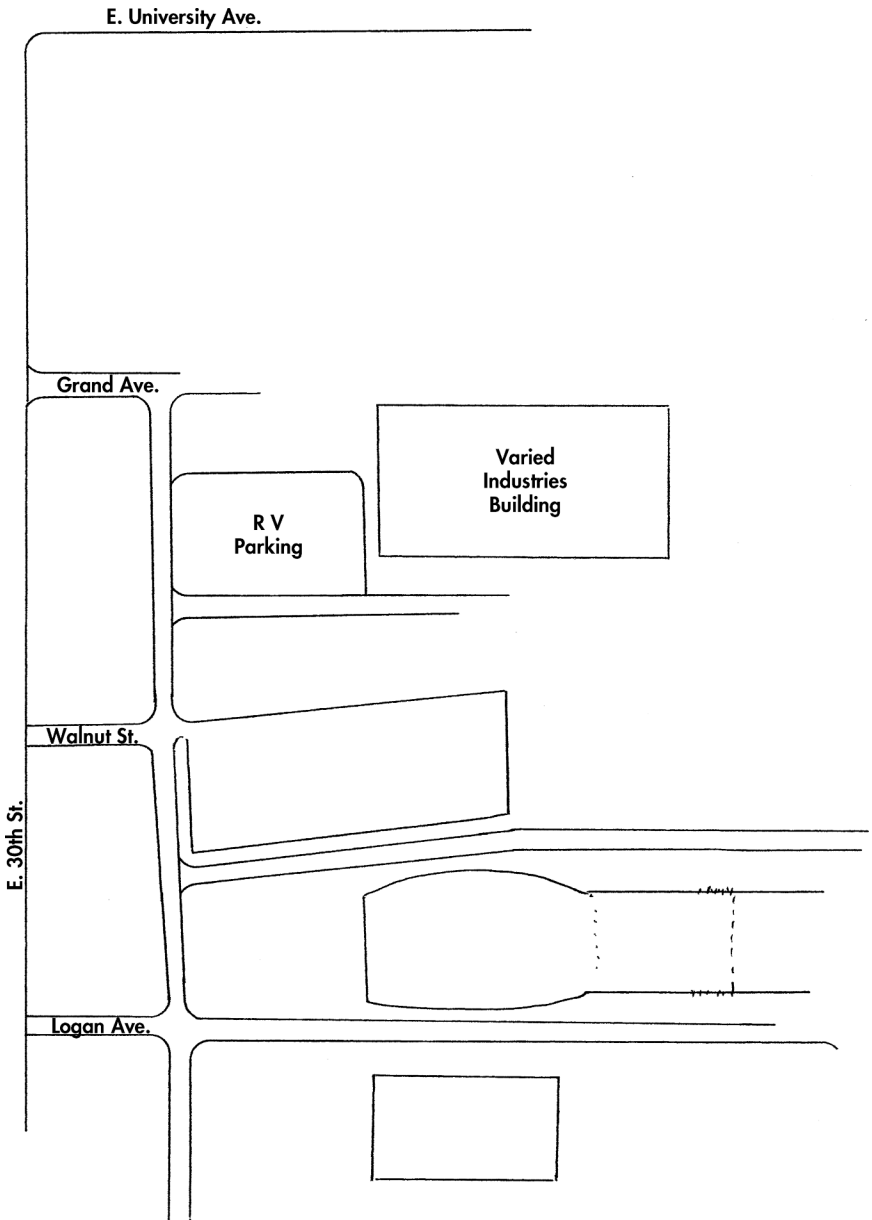 E. University Ave.
Grand Ave.
Varied
Industries
Building
R V
Parking
Walnut St.
E. 30th St.
Logan Ave.